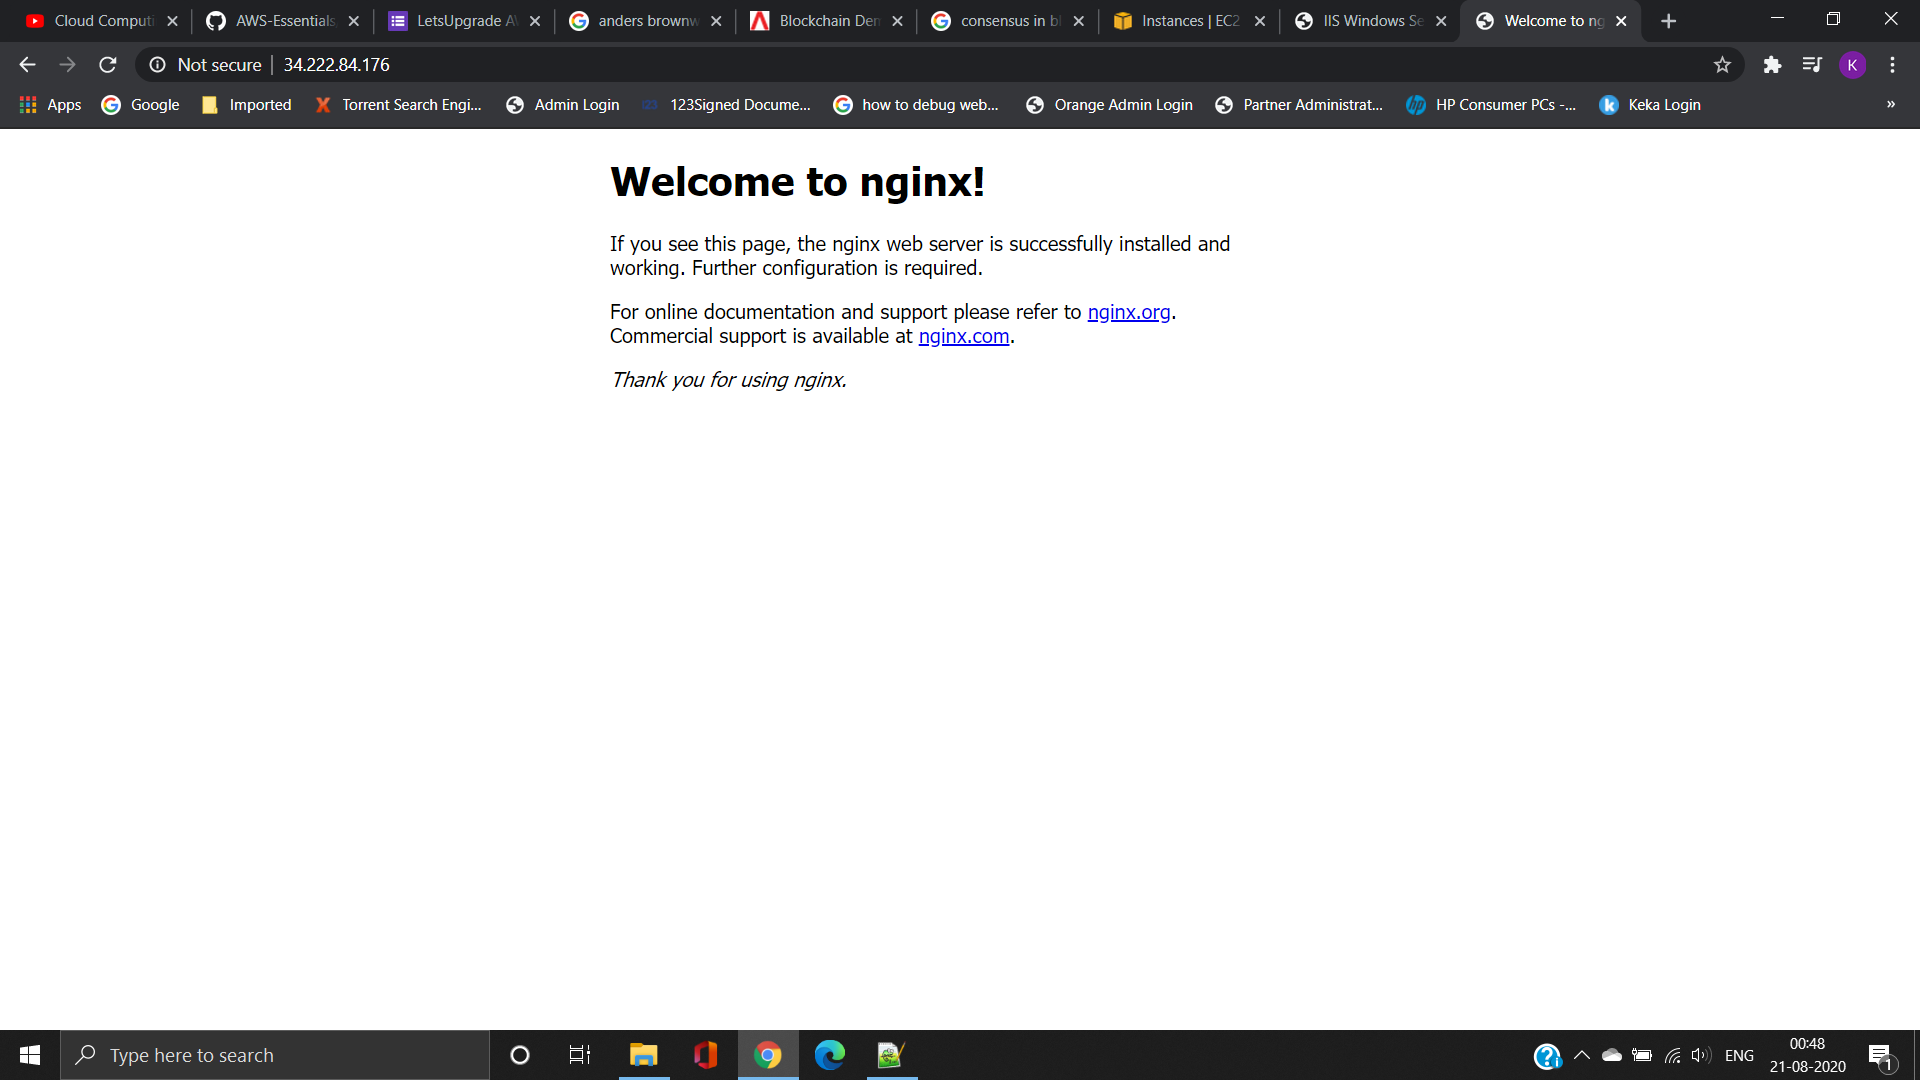 Cloud Computi
AWS-Essentials
LetsUpgrade A
anders brownw
Blockchain Den
consensus in bl
Instances | EC2
IIS Windows Se
Welcome to ng
Not secure | 34.222.84.176
K
Apps
Google
Imported
Torrent Search Engi...
Admin Login
123 123Signed Docume...
how to debug web...
Orange Admin Login
Partner Administrat...
hp HP Consumer PCs -...
k Keka Login
»
Welcome to nginx!
If you see this page, the nginx web server is successfully installed and
working. Further configuration is required.
For online documentation and support please refer to nginx.org.
Commercial support is available at nginx.com.
Thank you for using nginx.
Type here to search
ENG
00:48
21-08-2020
1